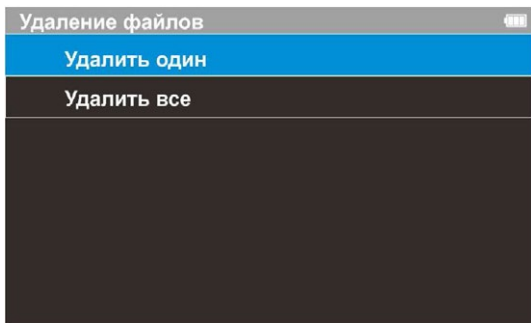 Удаление файлов
Удалить один
Удалить все